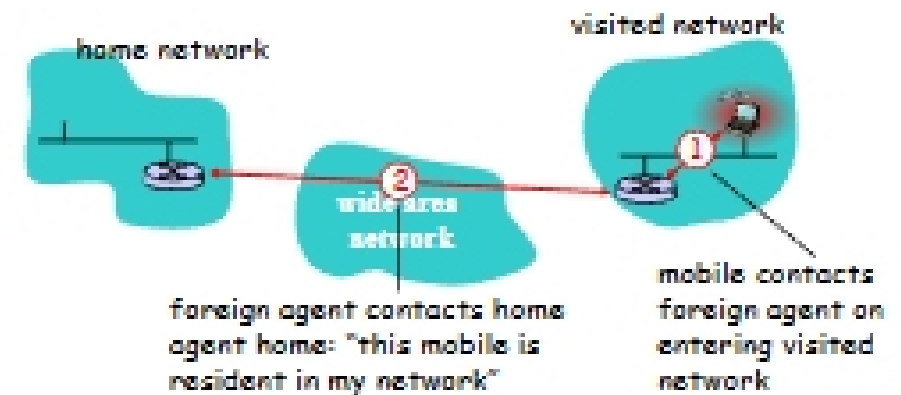 home network
visited network
1
2
wide area
network
foreign agent contacts home
agent home: "this mobile is
resident in my network"
mobile contacts
foreign agent on
entering visited
network